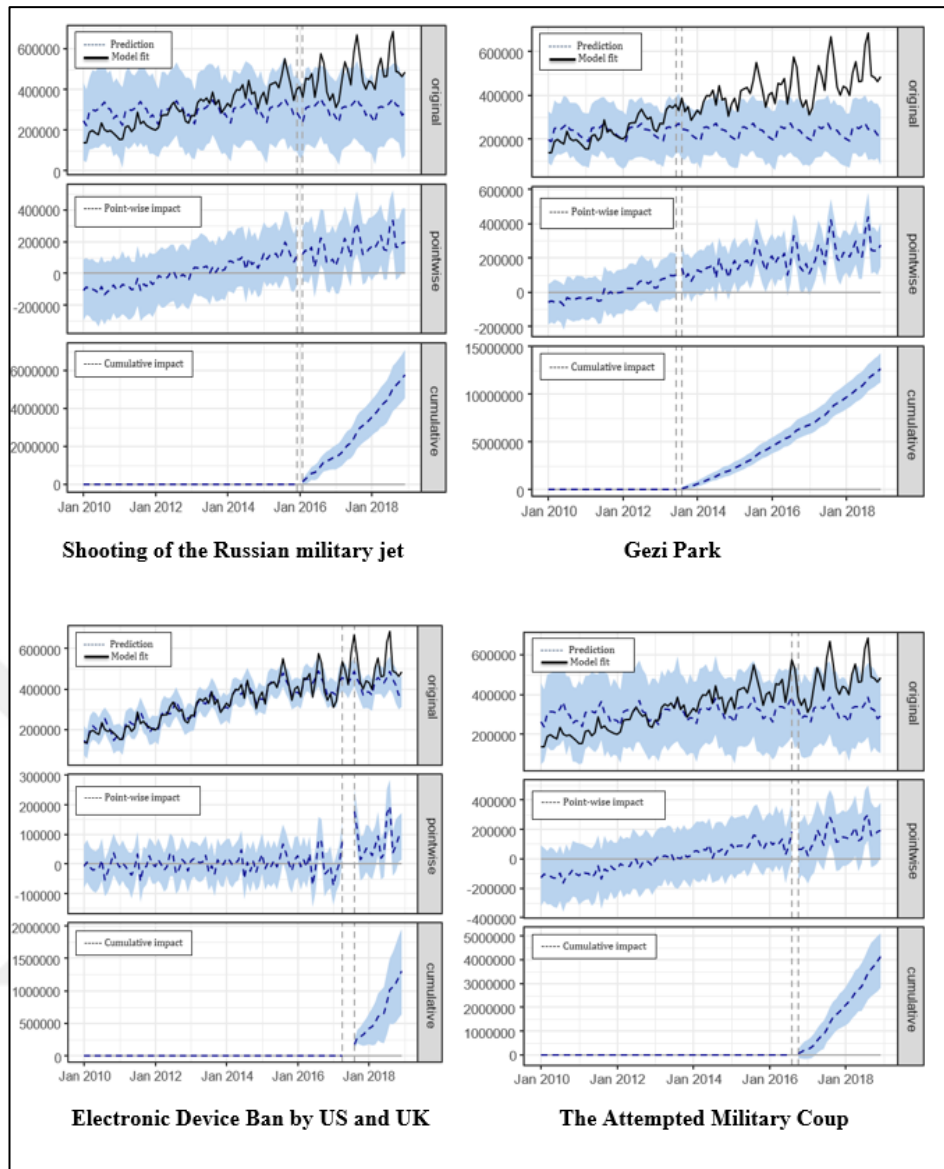 Prediction
Model fit
600000
400000
200000
0
original
Point-wise impact
400000
200000
0
-200000
pointwise
Cumulative impact
6000000
4000000
2000000
0
cumulative
Jan 2010 Jan 2012 Jan 2014 Jan 2016 Jan 2018
Shooting of the Russian military jet
Prediction
Model fit
600000
400000
200000
0
original
Point-wise impact
600000
400000
200000
0
-200000
pointwise
Cumulative impact
15000000
10000000
5000000
0
cumulative
Jan 2010 Jan 2012 Jan 2014 Jan 2016 Jan 2018
Gezi Park
Prediction
Model fit
600000
400000
200000
original
Point-wise impact
300000
200000
100000
0
-100000
pointwise
Cumulative impact
2000000
1500000
1000000
500000
0
cumulative
Jan 2010 Jan 2012 Jan 2014 Jan 2016 Jan 2018
Electronic Device Ban by US and UK
Prediction
Model fit
600000
400000
200000
original
Point-wise impact
400000
200000
0
-200000
-400000
pointwise
Cumulative impact
5000000
4000000
3000000
2000000
1000000
0
cumulative
Jan 2010 Jan 2012 Jan 2014 Jan 2016 Jan 2018
The Attempted Military Coup